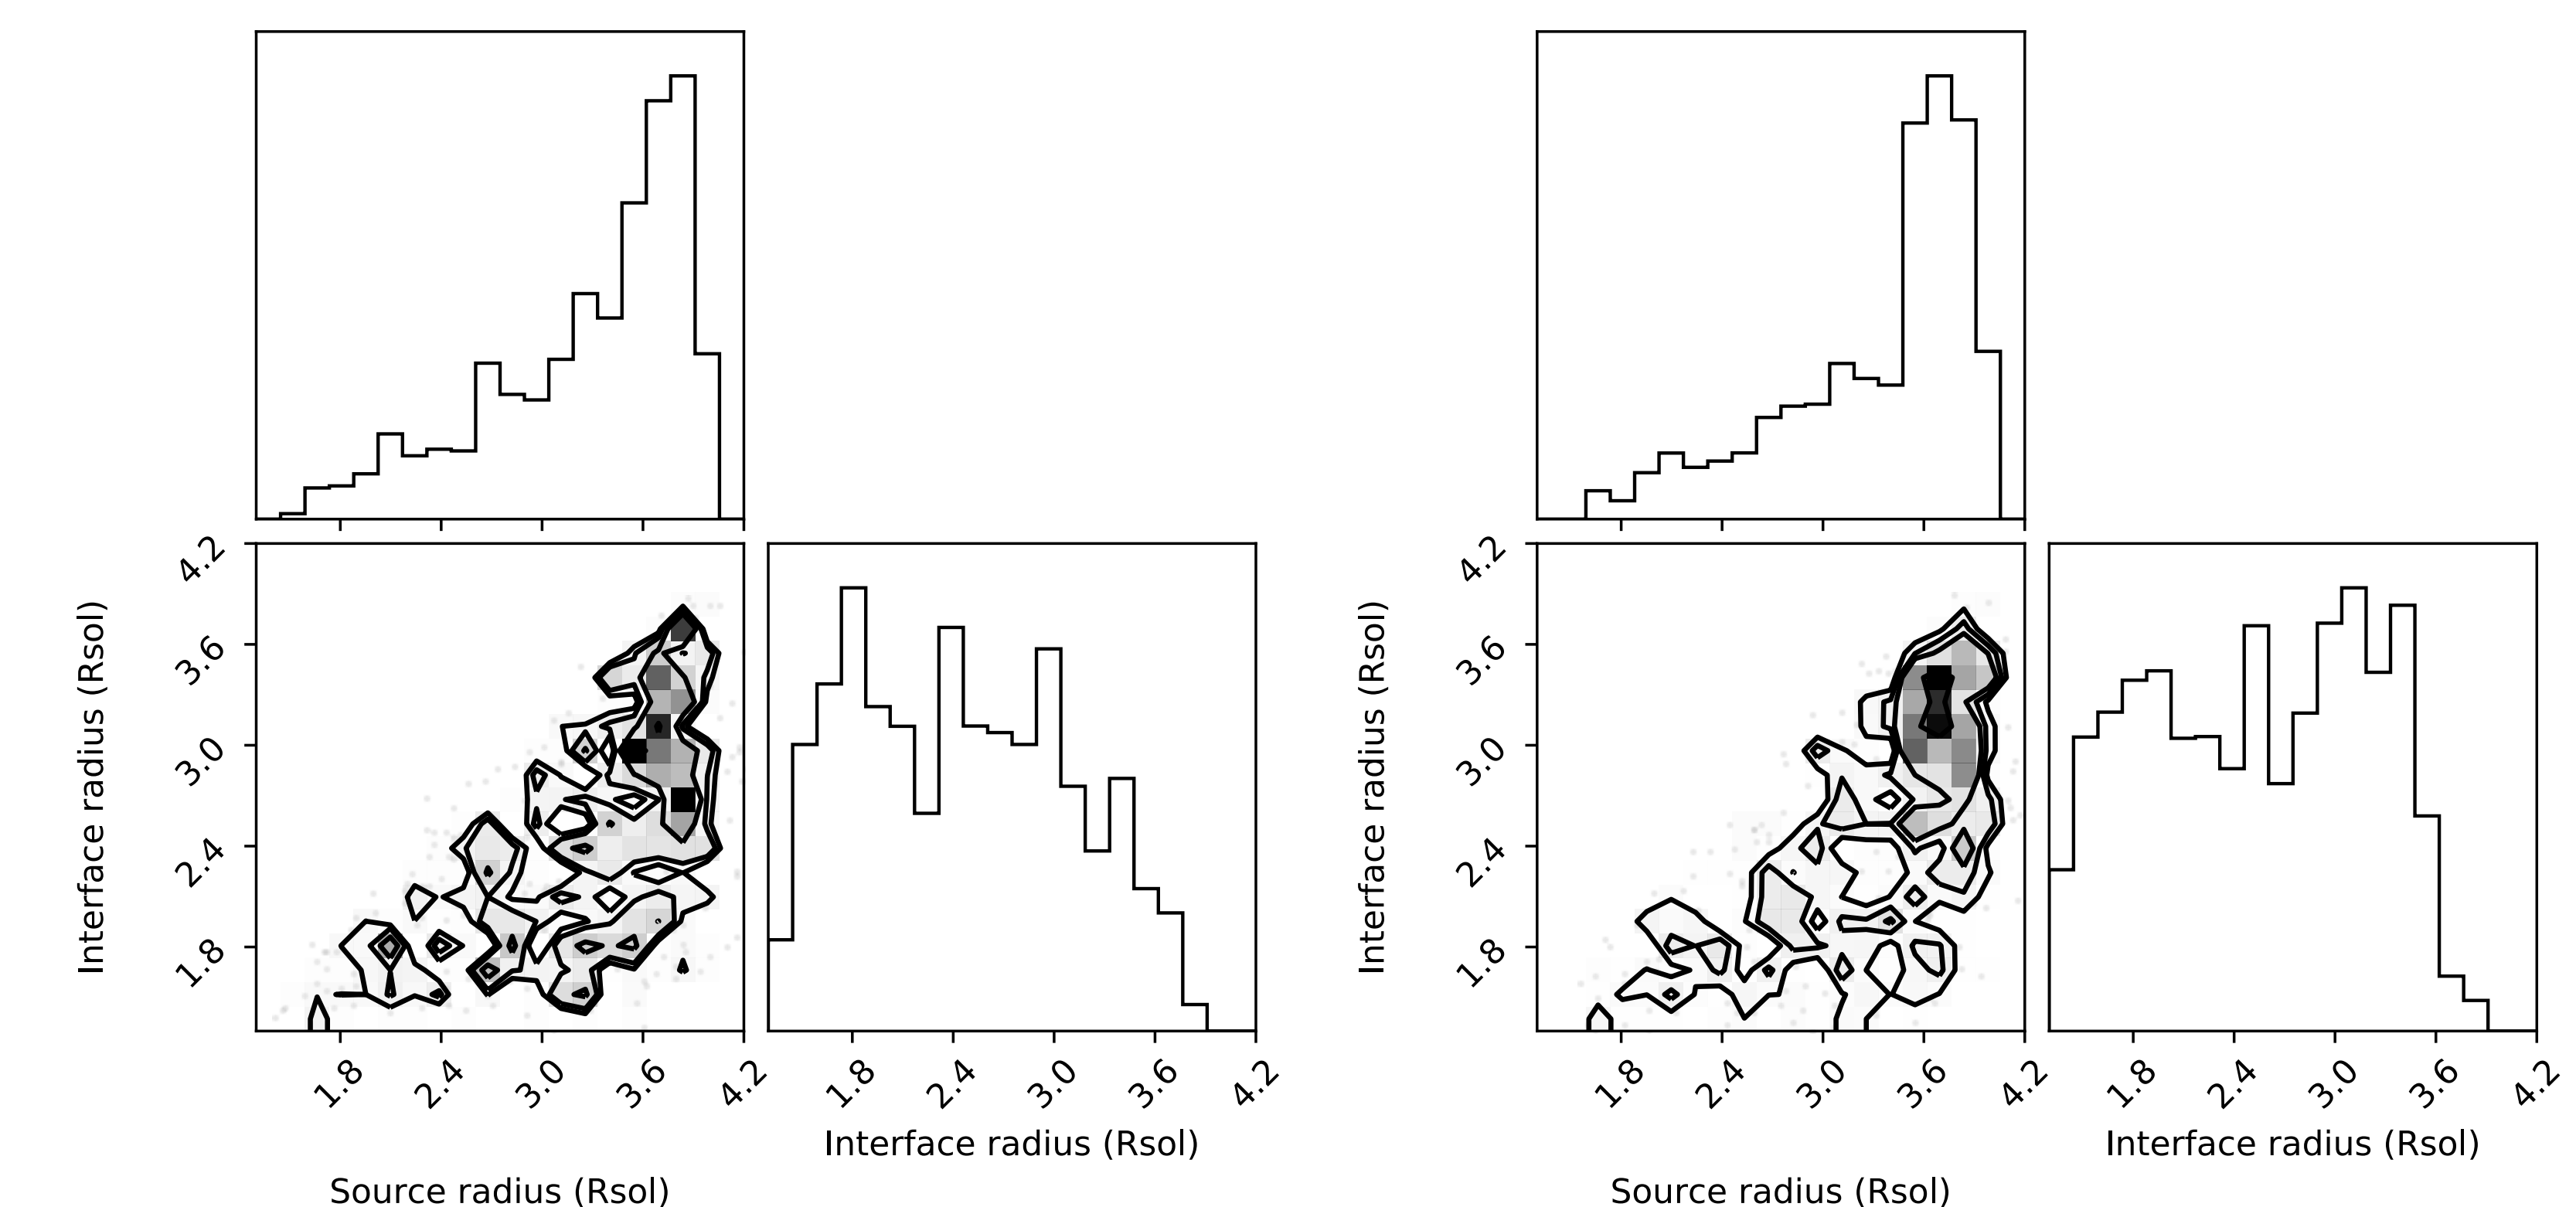 4.2
3.6
3.0
2.4
1.8
Interface radius (Rsol)
1.8 2.4 3.0 3.6 4.2
Source radius (Rsol)
1.8 2.4 3.0 3.6 4.2
Interface radius (Rsol)
4.2
3.6
3.0
2.4
1.8
Interface radius (Rsol)
1.8 2.4 3.0 3.6 4.2
Source radius (Rsol)
1.8 2.4 3.0 3.6 4.2
Interface radius (Rsol)